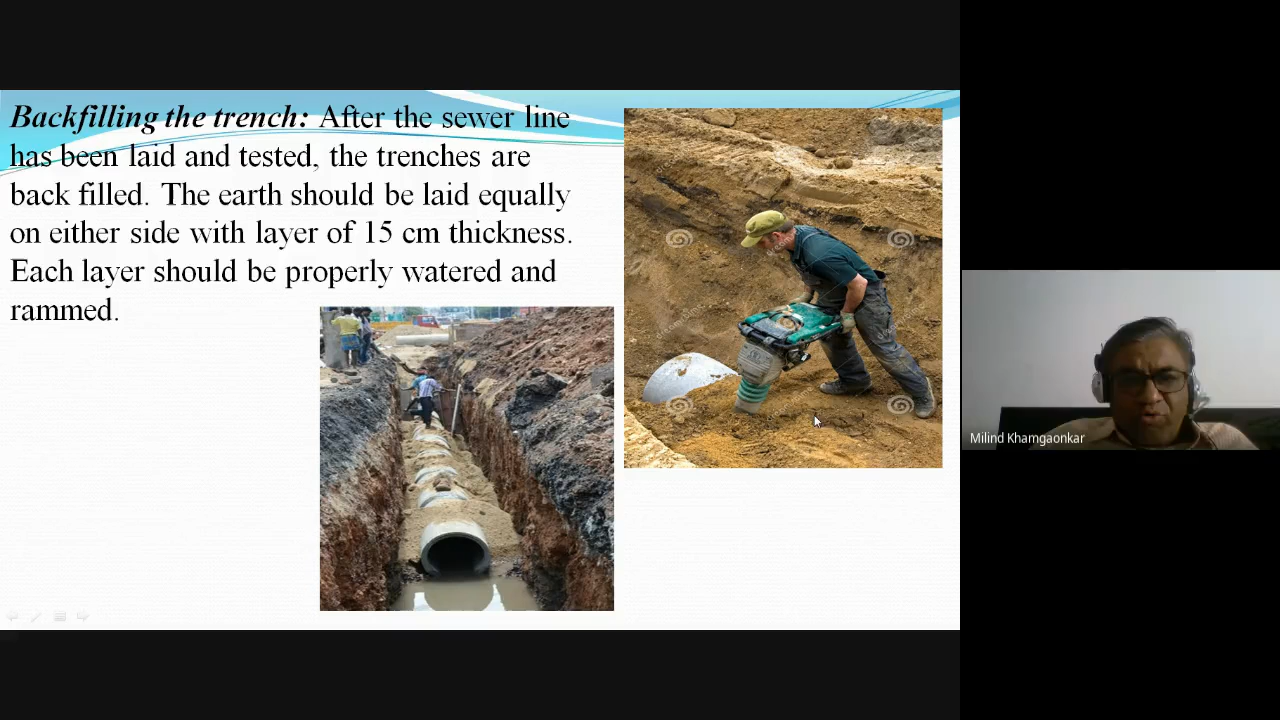 Backfilling the trench: After the sewer line
has been laid and tested, the trenches are
back filled. The earth should be laid equally
on either side with layer of 15 cm thickness.
Each layer should be properly watered and
rammed.
Milind Khamgaonkar